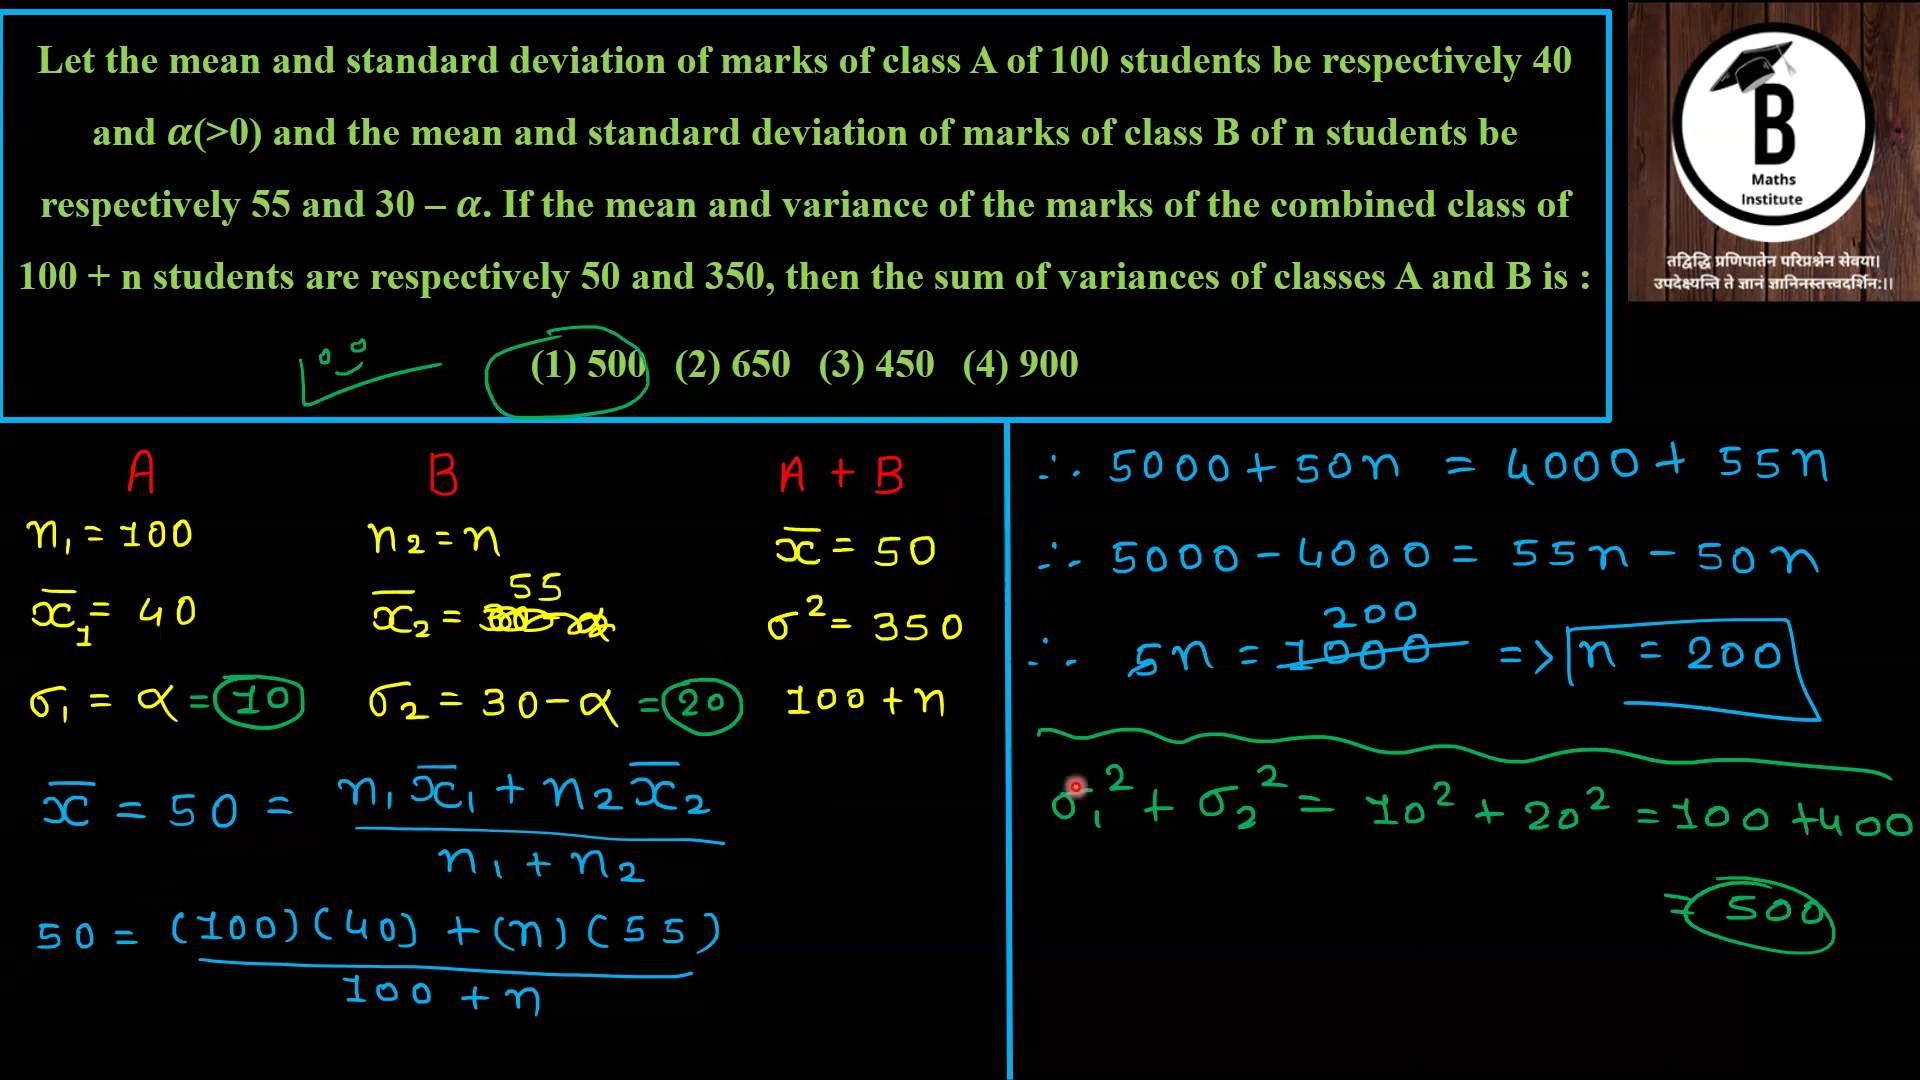 Let the mean and standard deviation of marks of class A of 100 students be respectively 40
and α(>0) and the mean and standard deviation of marks of class B of n students be
respectively 55 and 30 – α. If the mean and variance of the marks of the combined class of
100 + n students are respectively 50 and 350, then the sum of variances of classes A and B is :
(1) 500 (2) 650 (3) 450 (4) 900
B
Maths
Institute
तद्विद्धि प्रणिपातेन परिप्रश्नेन सेवया।
उपदेक्ष्यन्ति ते ज्ञानं ज्ञानिनस्तत्त्वदर्शिन:।।
A
n₁ = 100
x̄₁ = 40
σ₁ = α = 10
B
n₂ = n
x̄₂ = 55
σ₂ = 30 - α = 20
A + B
x̄ = 50
σ² = 350
100 + n
x̄ = 50 = n₁x̄₁ + n₂x̄₂
n₁ + n₂
50 = (100)(40) + (n)(55)
100 + n
∴ 5000 + 50n = 4000 + 55n
∴ 5000 - 4000 = 55n - 50n
200
∴ 5n = 1000 => n = 200
σ₁² + σ₂² = 10² + 20² = 100 + 400
= 500